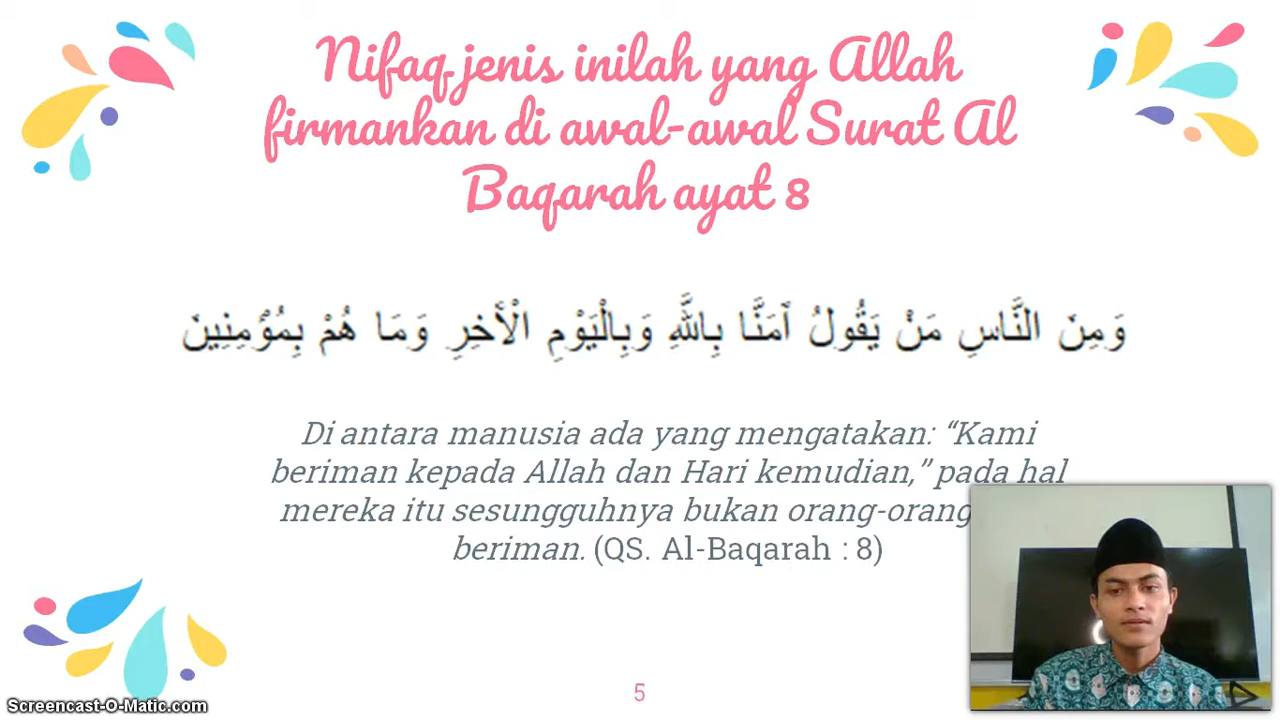 Nifaq jenis inilah yang Allah
firmankan di awal-awal Surat Al
Baqarah ayat 8
وَمِنَ النَّاسِ مَنْ يَقُولُ آمَنَّا بِاللَّهِ وَبِالْيَوْمِ الْأَخِرِ وَمَا هُمْ بِمُؤْمِنِينَ
Di antara manusia ada yang mengatakan: “Kami
beriman kepada Allah dan Hari kemudian,” pada hal
mereka itu sesungguhnya bukan orang-orang
beriman. (QS. Al-Baqarah : 8)
5
Screencast-O-Matic.com